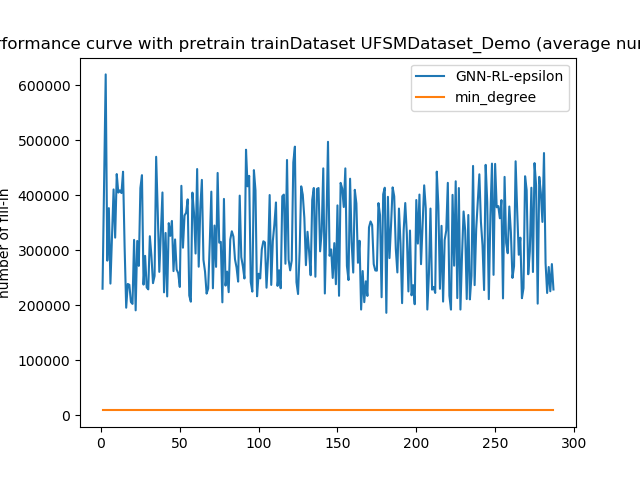 rformance curve with pretrain trainDataset UFSMDataset_Demo (average nur
GNN-RL-epsilon
min_degree
number of fill-in
600000
500000
400000
300000
200000
100000
0
0 50 100 150 200 250 300